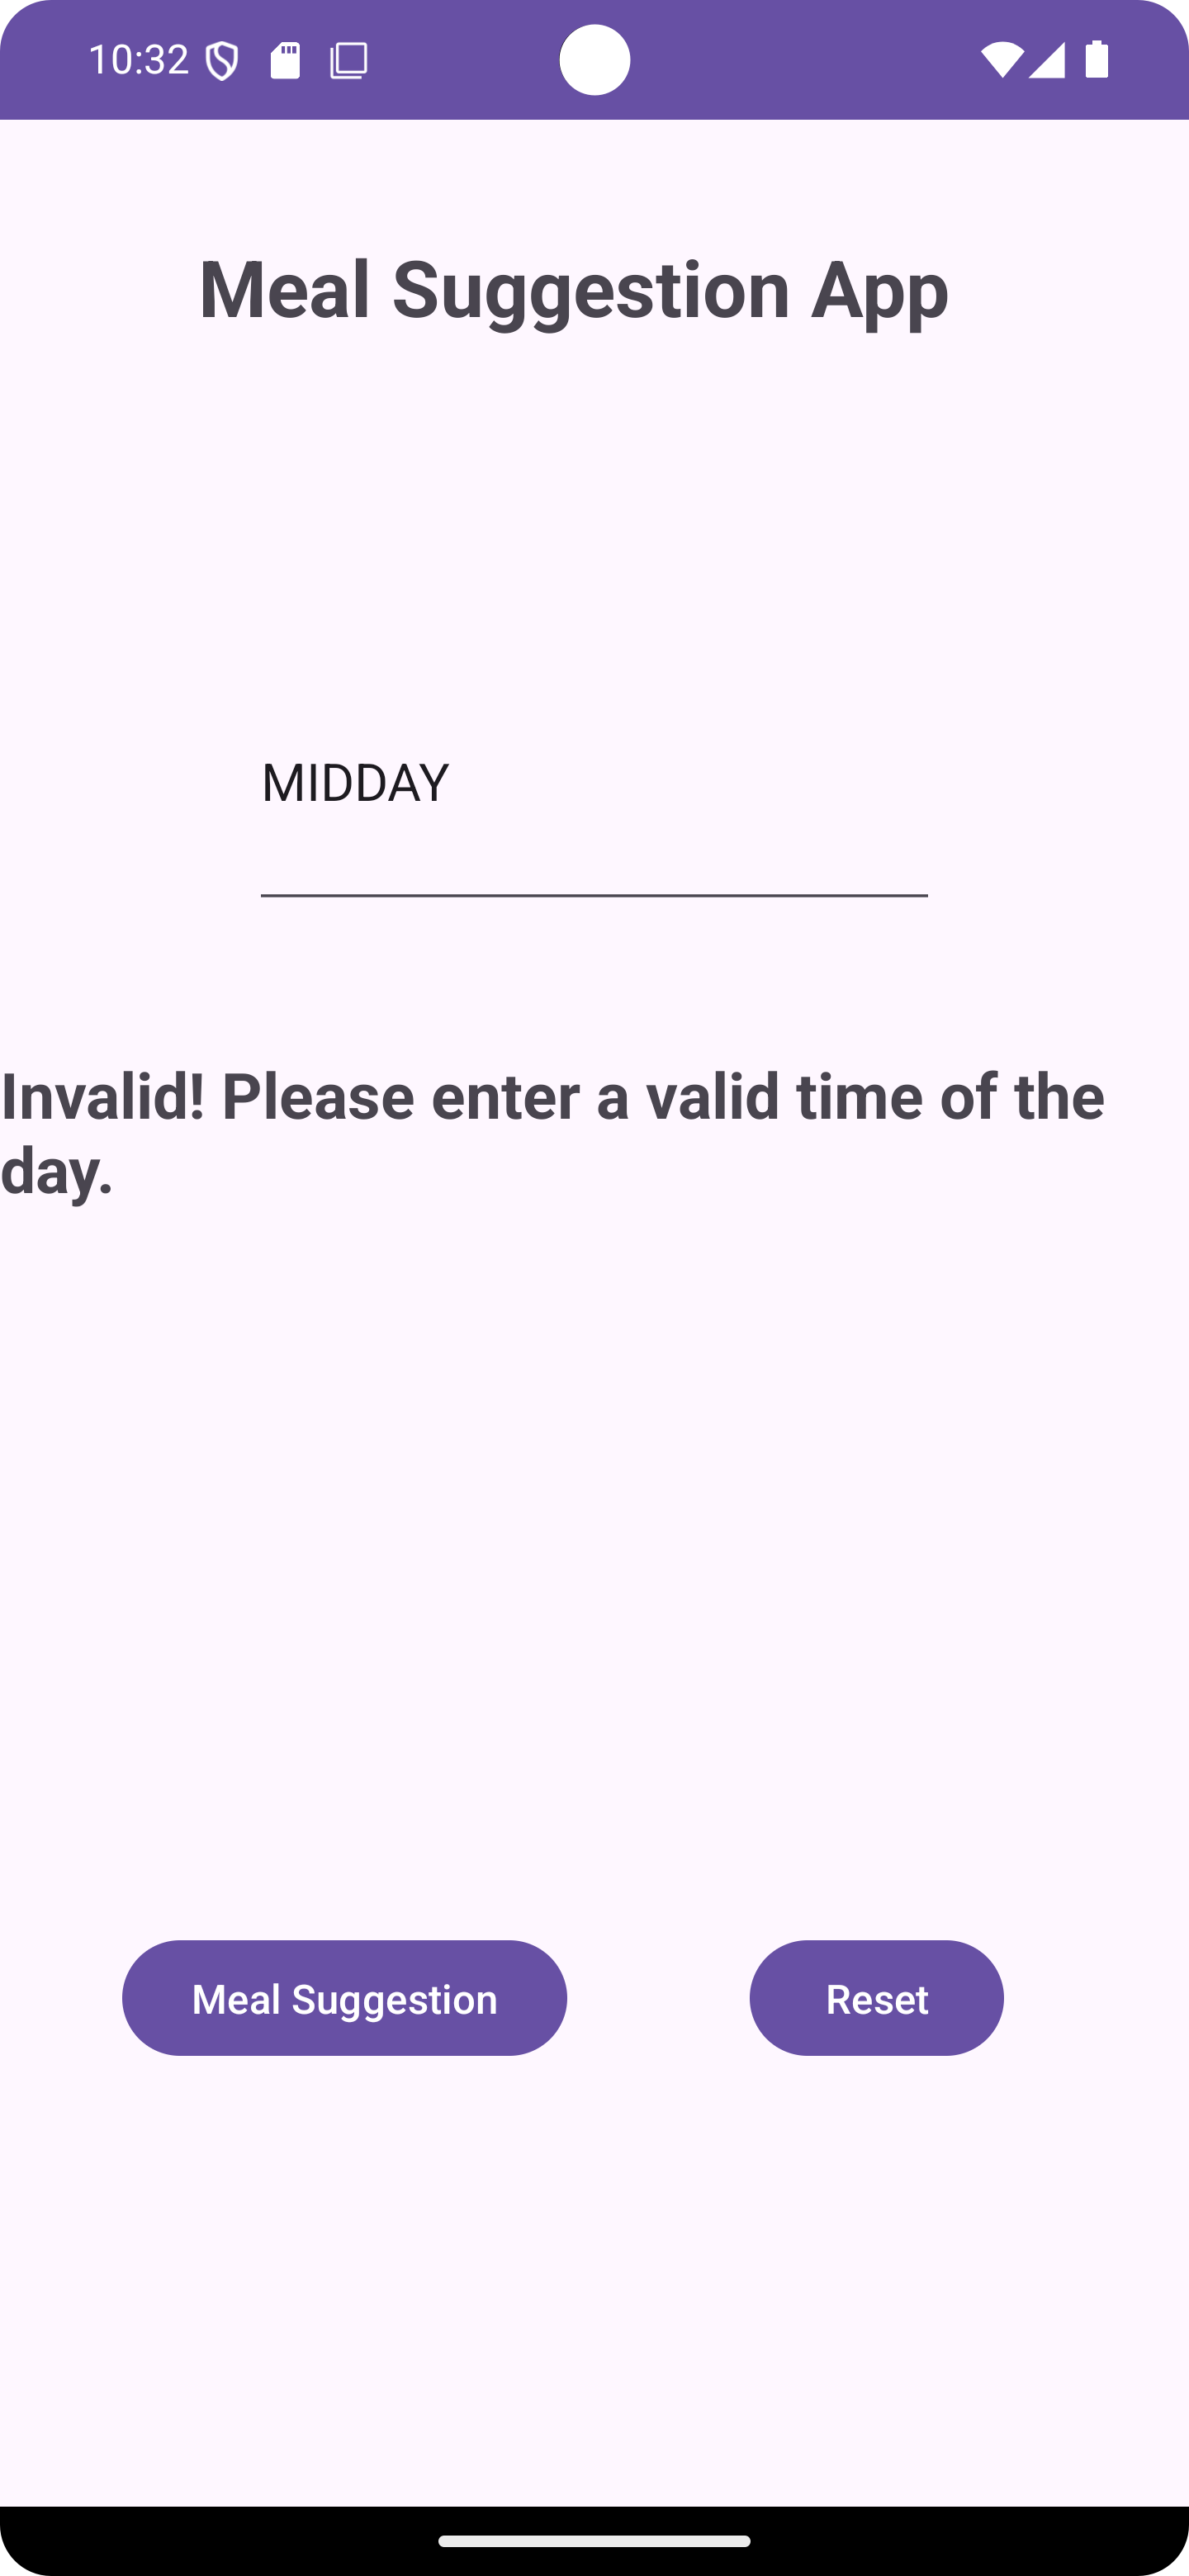 10:32
Meal Suggestion App
MIDDAY
Invalid! Please enter a valid time of the
day.
Meal Suggestion
Reset